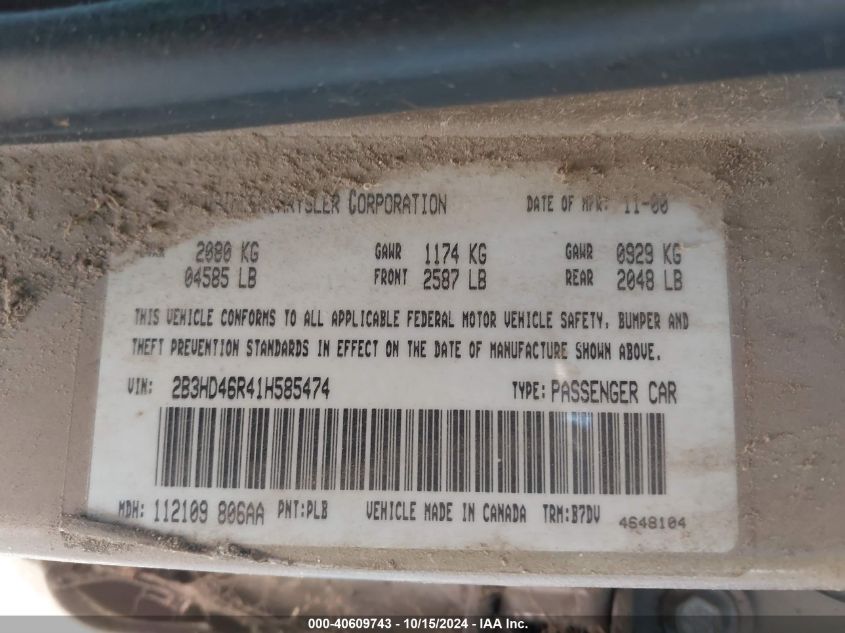 CHRYSLER CORPORATION DATE OF MFR: 11-00
2080 KG GAWR 1174 KG GAWR 0929 KG
04585 LB FRONT 2587 LB REAR 2048 LB
THIS VEHICLE CONFORMS TO ALL APPLICABLE FEDERAL MOTOR VEHICLE SAFETY, BUMPER AND
THEFT PREVENTION STANDARDS IN EFFECT ON THE DATE OF MANUFACTURE SHOWN ABOVE.
VIN: 2B3HD46R41H585474 TYPE: PASSENGER CAR
MDH: 112109 806AA PNT:PLB VEHICLE MADE IN CANADA TRM:B7DV 4648104
000-40609743 - 10/15/2024 - IAA Inc.